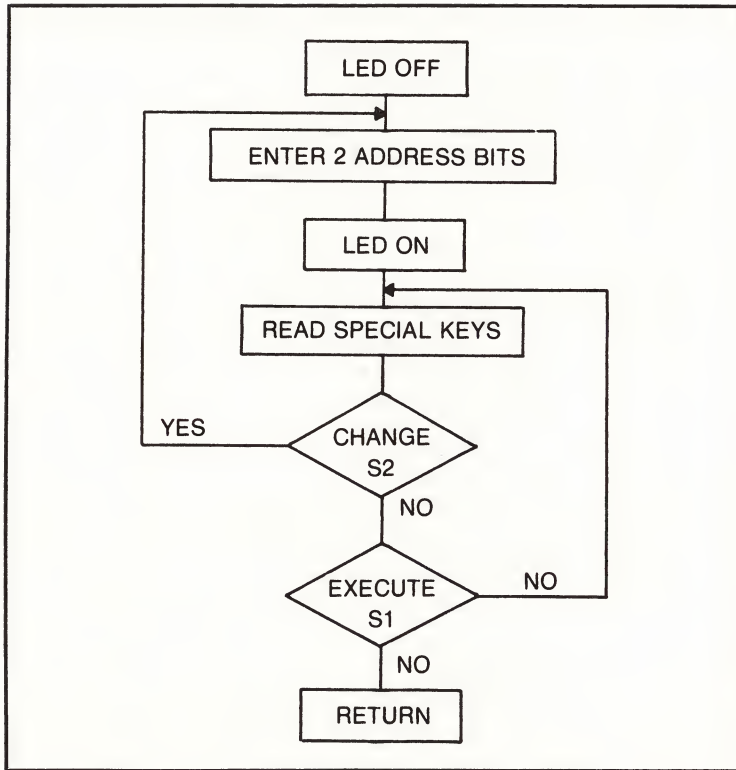 LED OFF
ENTER 2 ADDRESS BITS
LED ON
READ SPECIAL KEYS
YES
CHANGE
S2
NO
EXECUTE
S1
NO
NO
RETURN